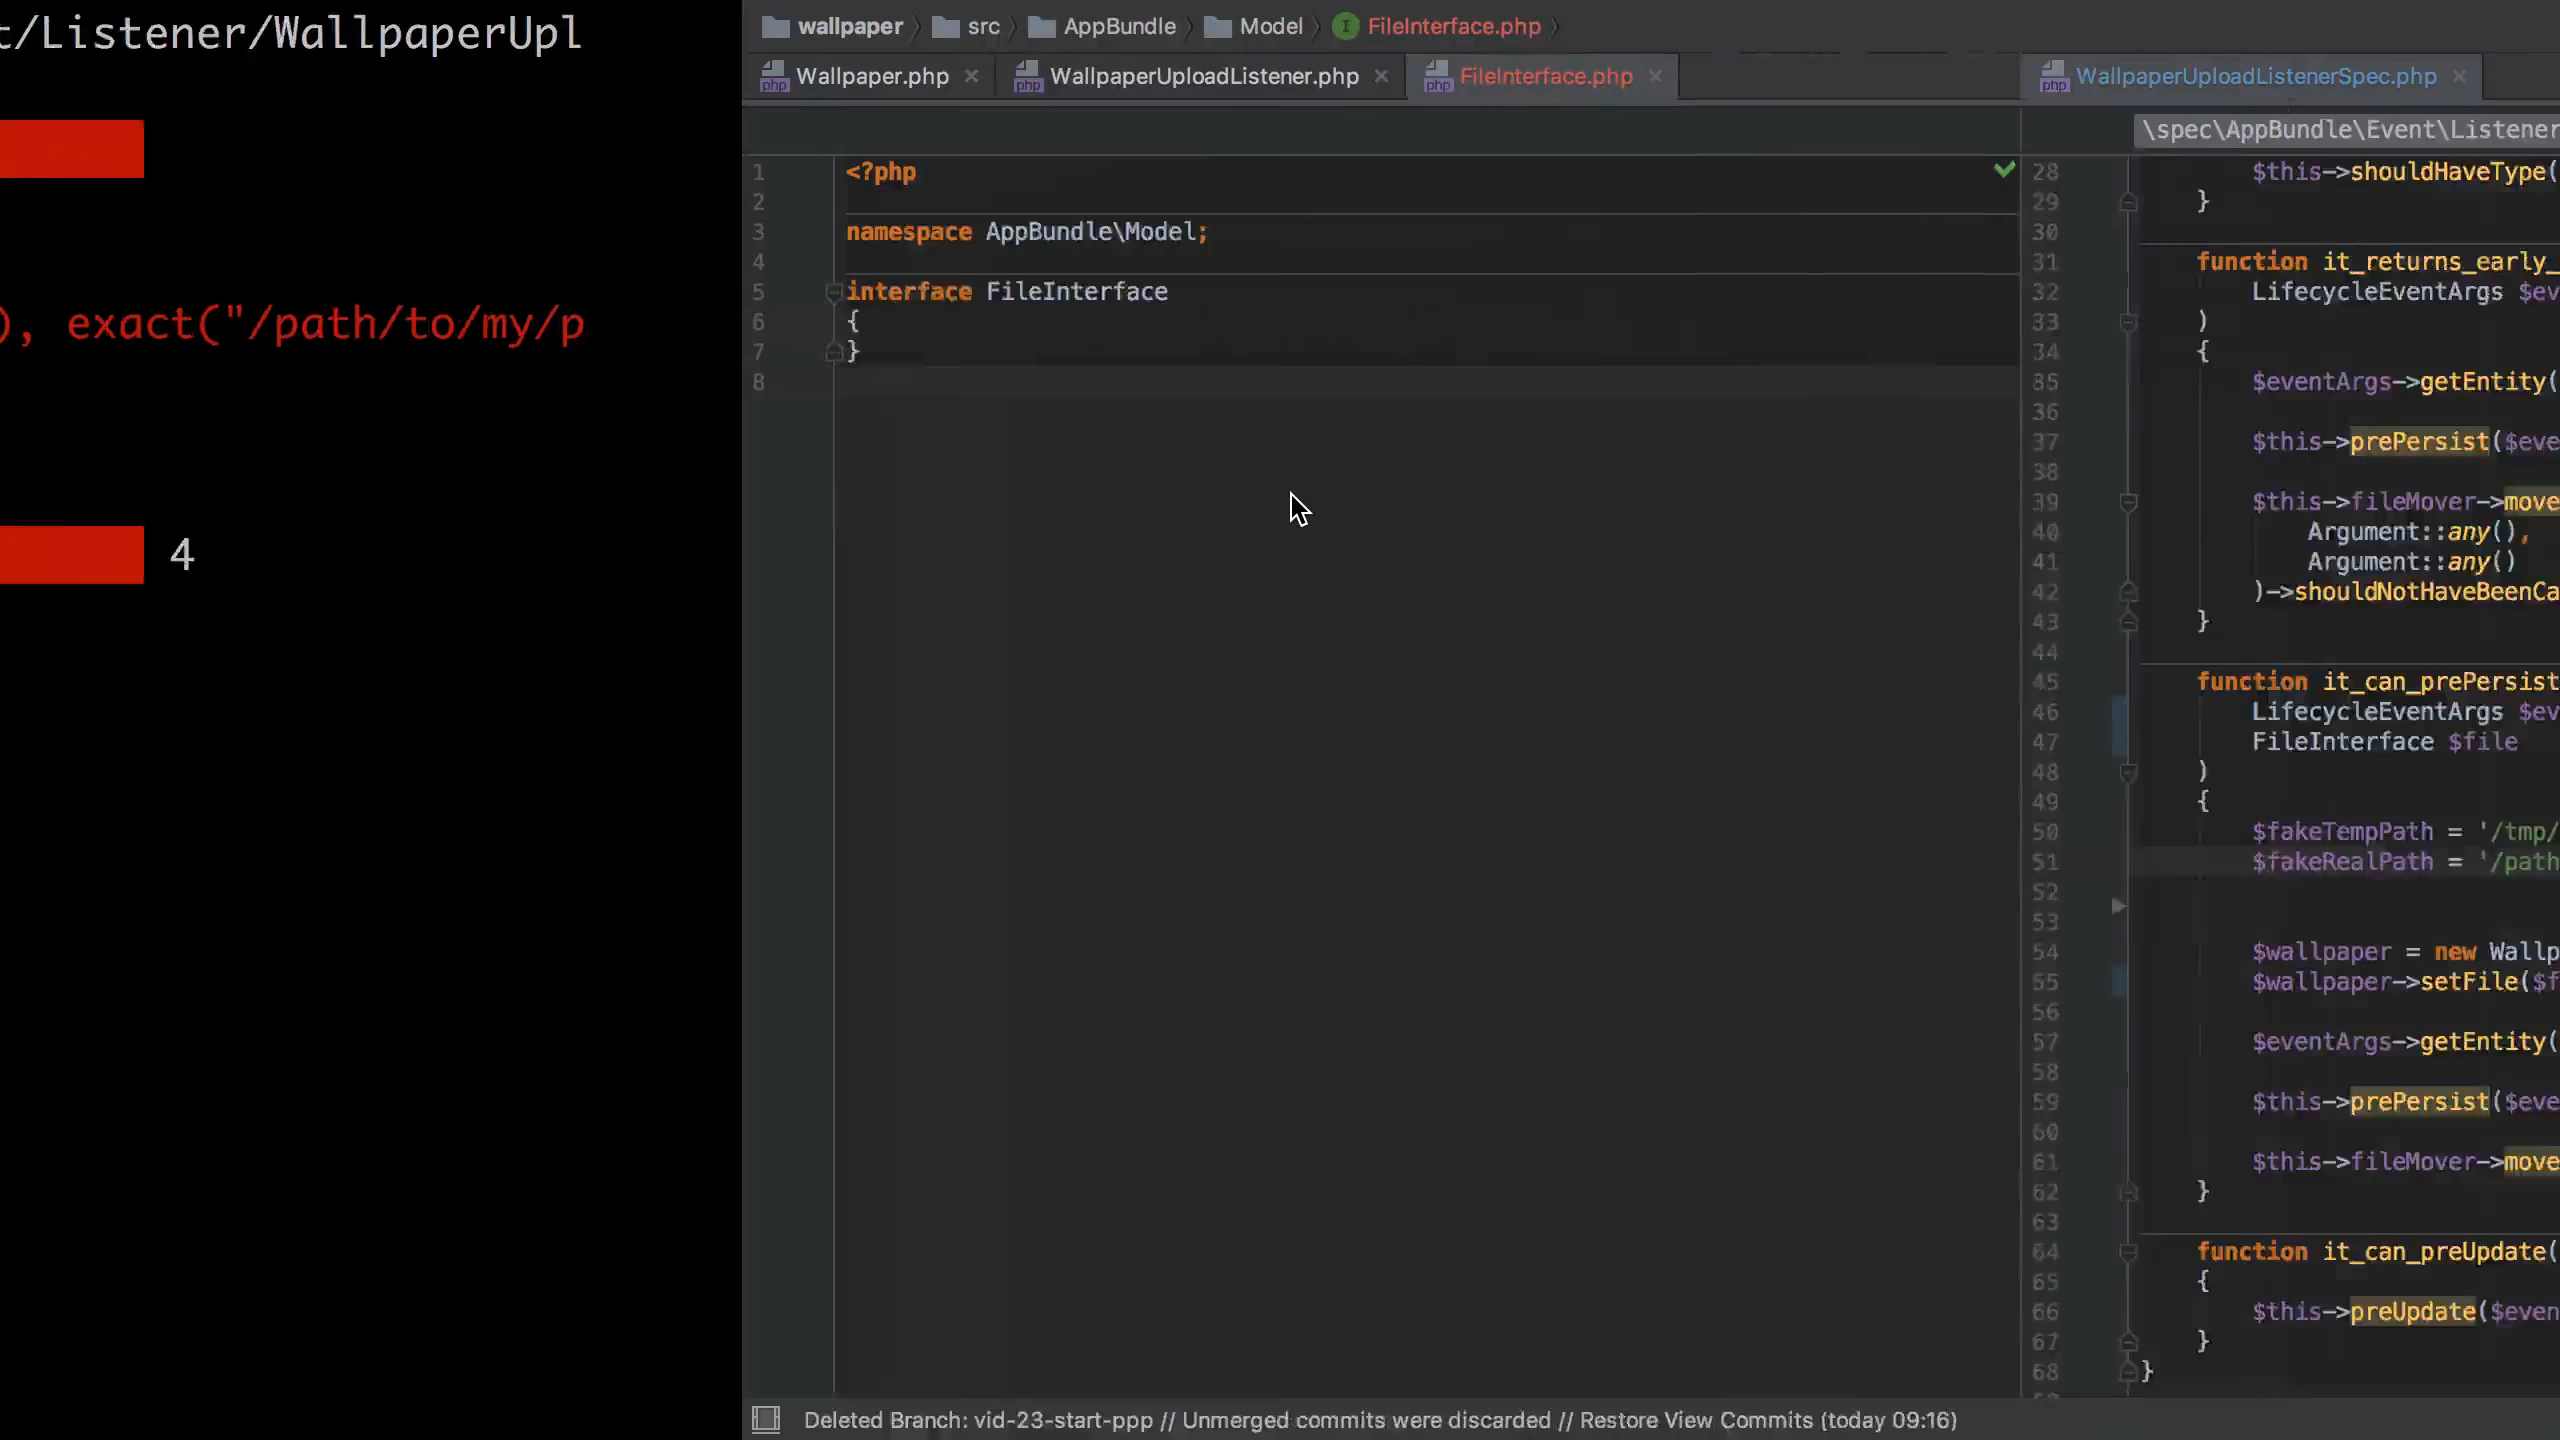 t/Listener/WallpaperUpl
), exact("/path/to/my/p
4
wallpaper src AppBundle Model FileInterface.php
Wallpaper.php WallpaperUploadListener.php FileInterface.php
1 <?php
2
3 namespace AppBundle\Model;
4
5 interface FileInterface
6 {
7 }
8
WallpaperUploadListenerSpec.php
\spec\AppBundle\Event\Listener
28 $this->shouldHaveType(
29 }
30
31 function it_returns_early_
32 LifecycleEventArgs $ev
33 )
34 {
35 $eventArgs->getEntity(
36
37 $this->prePersist($eve
38
39 $this->fileMover->move
40 Argument::any(),
41 Argument::any()
42 )->shouldNotHaveBeenCa
43 }
44
45 function it_can_prePersist
46 LifecycleEventArgs $ev
47 FileInterface $file
48 )
49 {
50 $fakeTempPath = '/tmp/
51 $fakeRealPath = '/path
52
53
54 $wallpaper = new Wallp
55 $wallpaper->setFile($f
56
57 $eventArgs->getEntity(
58
59 $this->prePersist($eve
60
61 $this->fileMover->move
62 }
63
64 function it_can_preUpdate(
65 {
66 $this->preUpdate($even
67 }
68 }
Deleted Branch: vid-23-start-ppp // Unmerged commits were discarded // Restore View Commits (today 09:16)